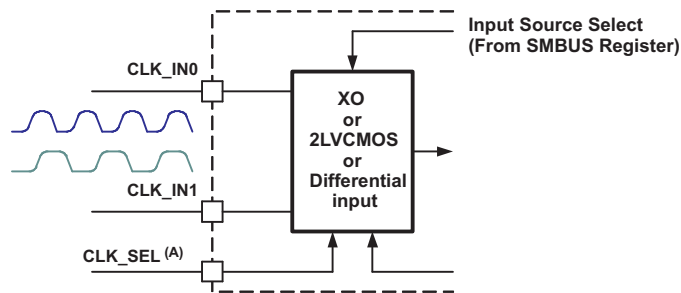 Input Source Select
(From SMBUS Register)
CLK_IN0
XO
or
2LVCMOS
or
Differential
input
CLK_IN1
CLK_SEL (A)